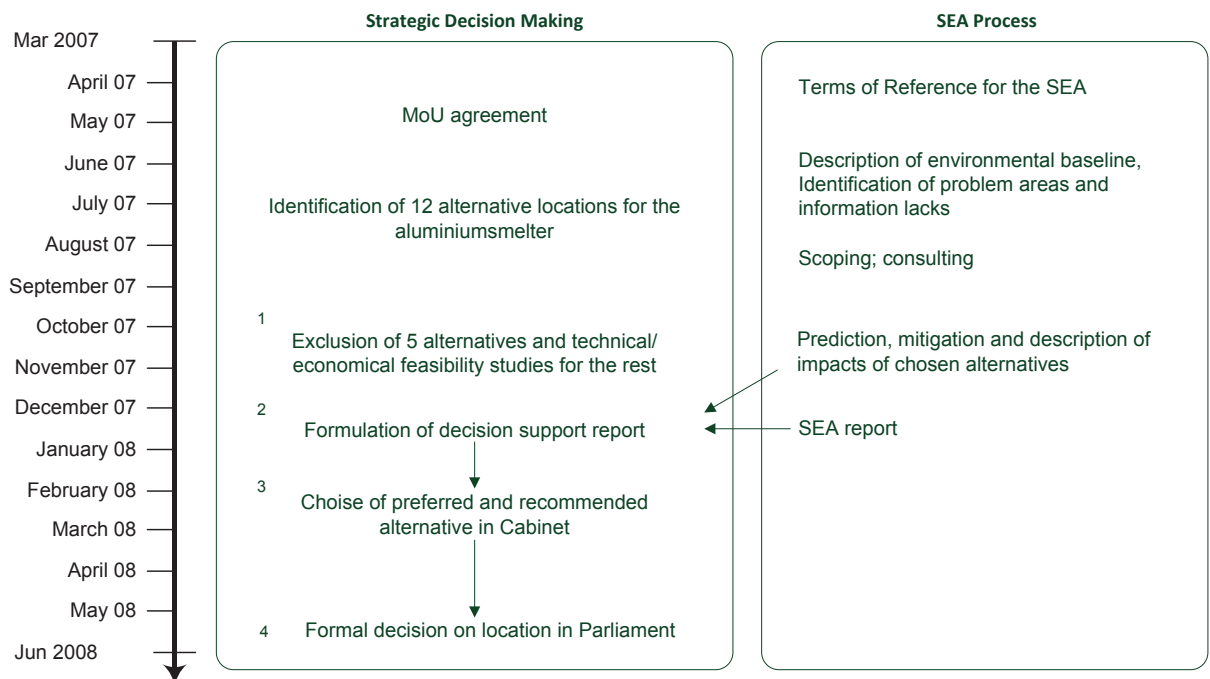 Strategic Decision Making
SEA Process
Mar 2007
April 07
May 07
June 07
July 07
August 07
September 07
October 07
November 07
December 07
January 08
February 08
March 08
April 08
May 08
Jun 2008
MoU agreement
Identification of 12 alternative locations for the
aluminiumsmelter
1
Exclusion of 5 alternatives and technical/
economical feasibility studies for the rest
2
Formulation of decision support report
3
Choise of preferred and recommended
alternative in Cabinet
4
Formal decision on location in Parliament
Terms of Reference for the SEA
Description of environmental baseline,
Identification of problem areas and
information lacks
Scoping; consulting
Prediction, mitigation and description of
impacts of chosen alternatives
SEA report